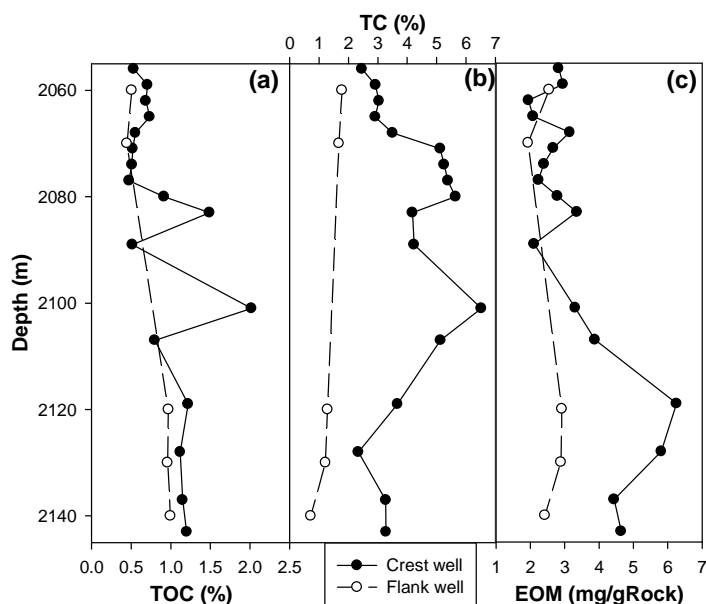 TC (%)
0 1 2 3 4 5 6 7
(a) (b) (c)
2060
2080
2100
2120
2140
Depth (m)
0.0 0.5 1.0 1.5 2.0 2.5 1 2 3 4 5 6 7
TOC (%) EOM (mg/gRock)
Crest well
Flank well